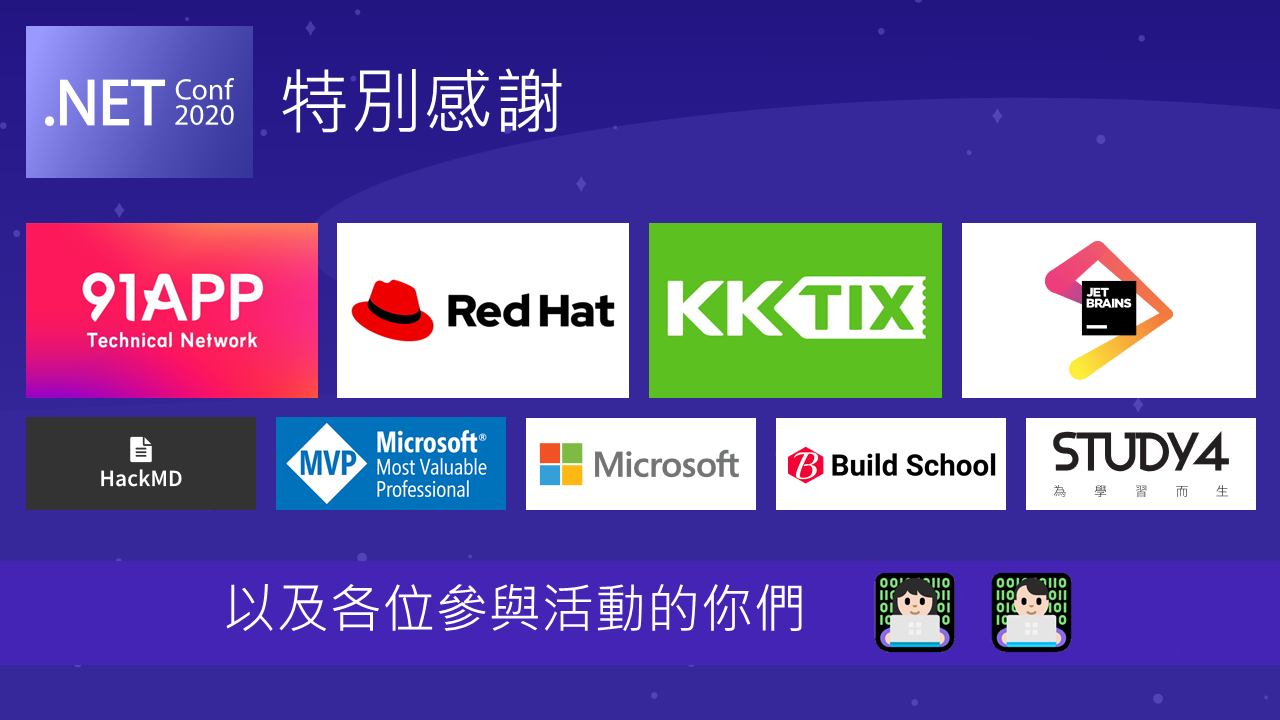 .NET Conf 2020
特別感謝
91APP
Technical Network
Red Hat
KKTIX
JET
BRAINS
HackMD
MVP
Microsoft®
Most Valuable
Professional
Microsoft
Build School
STUDY4
為學習而生
以及各位參與活動的你們